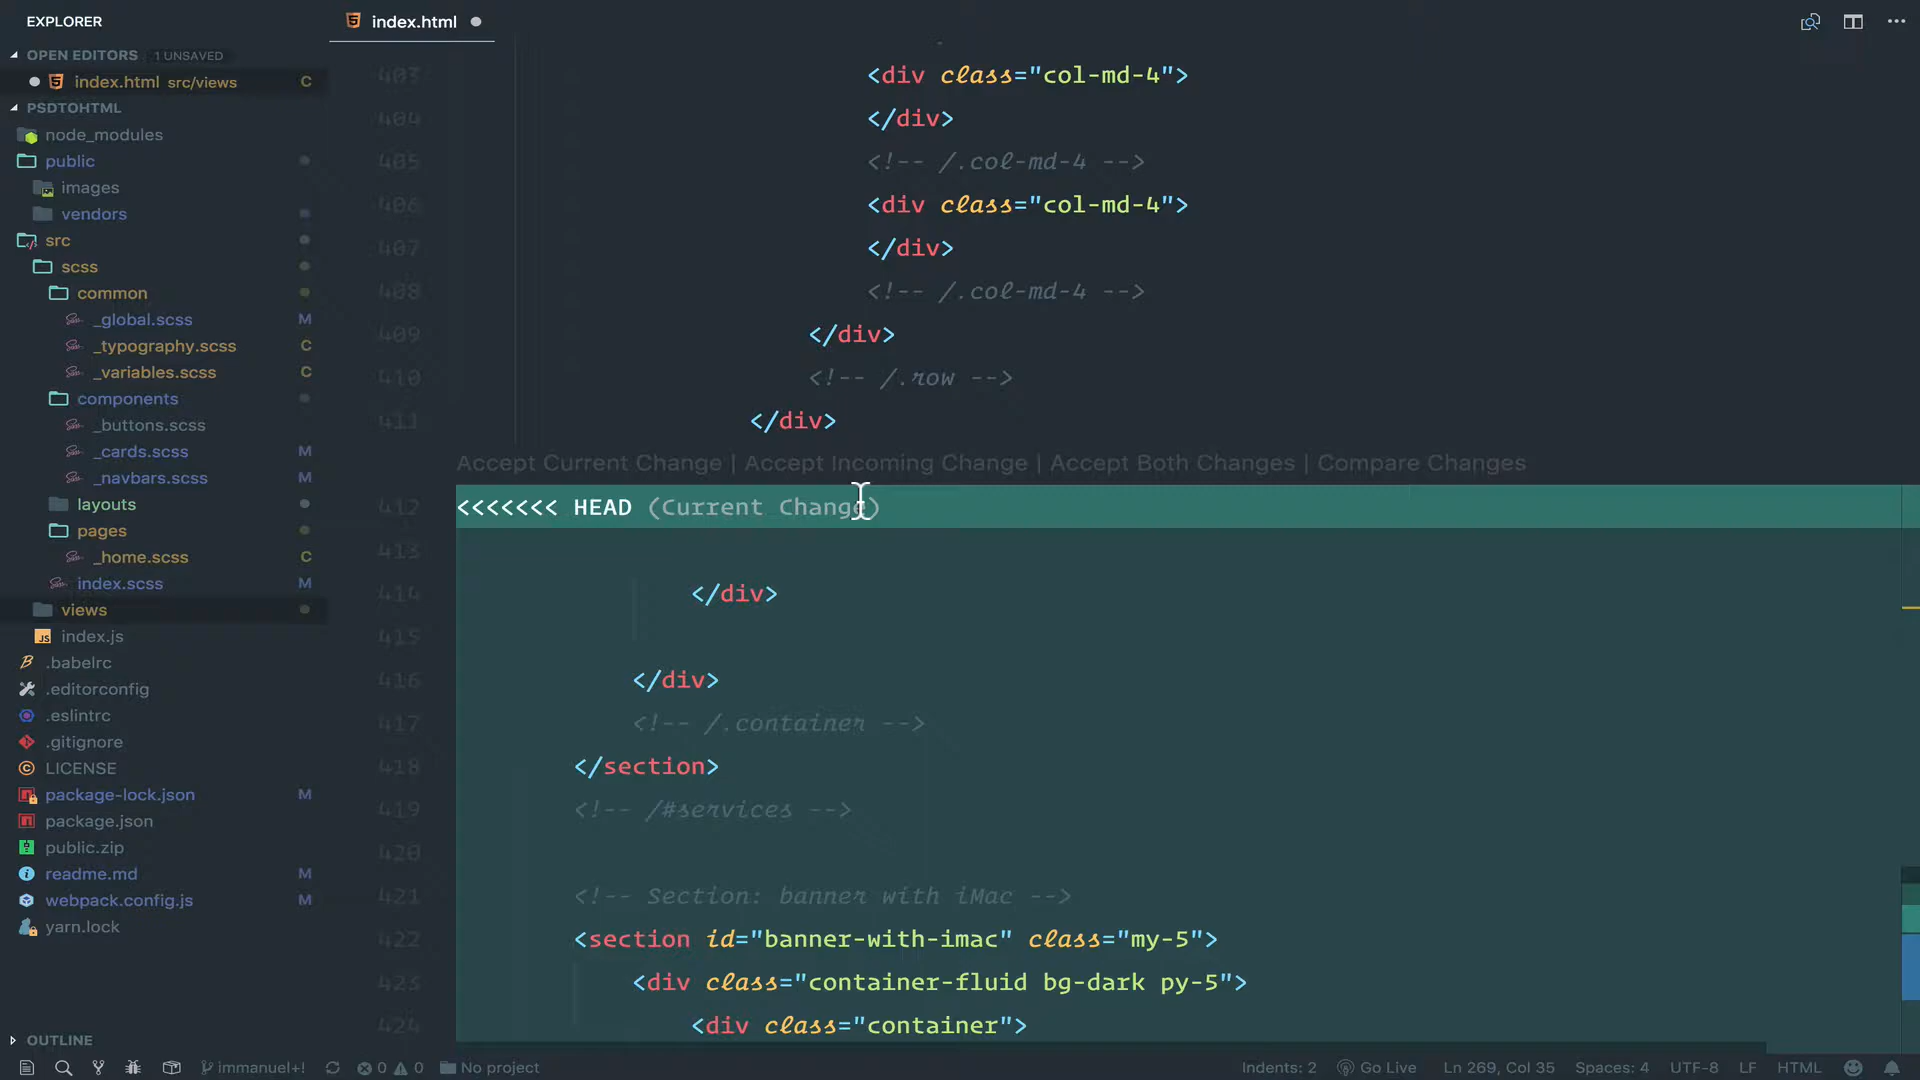 EXPLORER
OPEN EDITORS 1 UNSAVED
index.html src/views C
PSDTOHTML
node_modules
public
images
vendors
src
scss
common
_global.scss M
_typography.scss C
_variables.scss C
components
_buttons.scss
_cards.scss M
_navbars.scss M
layouts
pages
_home.scss C
index.scss M
views
index.js
.babelrc
.editorconfig
.eslintrc
.gitignore
LICENSE
package-lock.json M
package.json
public.zip
readme.md M
webpack.config.js M
yarn.lock
OUTLINE
index.html
403 <div class="col-md-4">
404 </div>
405 <!-- /.col-md-4 -->
406 <div class="col-md-4">
407 </div>
408 <!-- /.col-md-4 -->
409 </div>
410 <!-- /.row -->
411 </div>
Accept Current Change | Accept Incoming Change | Accept Both Changes | Compare Changes
412 <<<<<<< HEAD (Current Change)
413
414 </div>
415
416 </div>
417 <!-- /.container -->
418 </section>
419 <!-- /#services -->
420
421 <!-- Section: banner with iMac -->
422 <section id="banner-with-imac" class="my-5">
423 <div class="container-fluid bg-dark py-5">
424 <div class="container">
immanuel+! 0 0 No project Indents: 2 Go Live Ln 269, Col 35 Spaces: 4 UTF-8 LF HTML